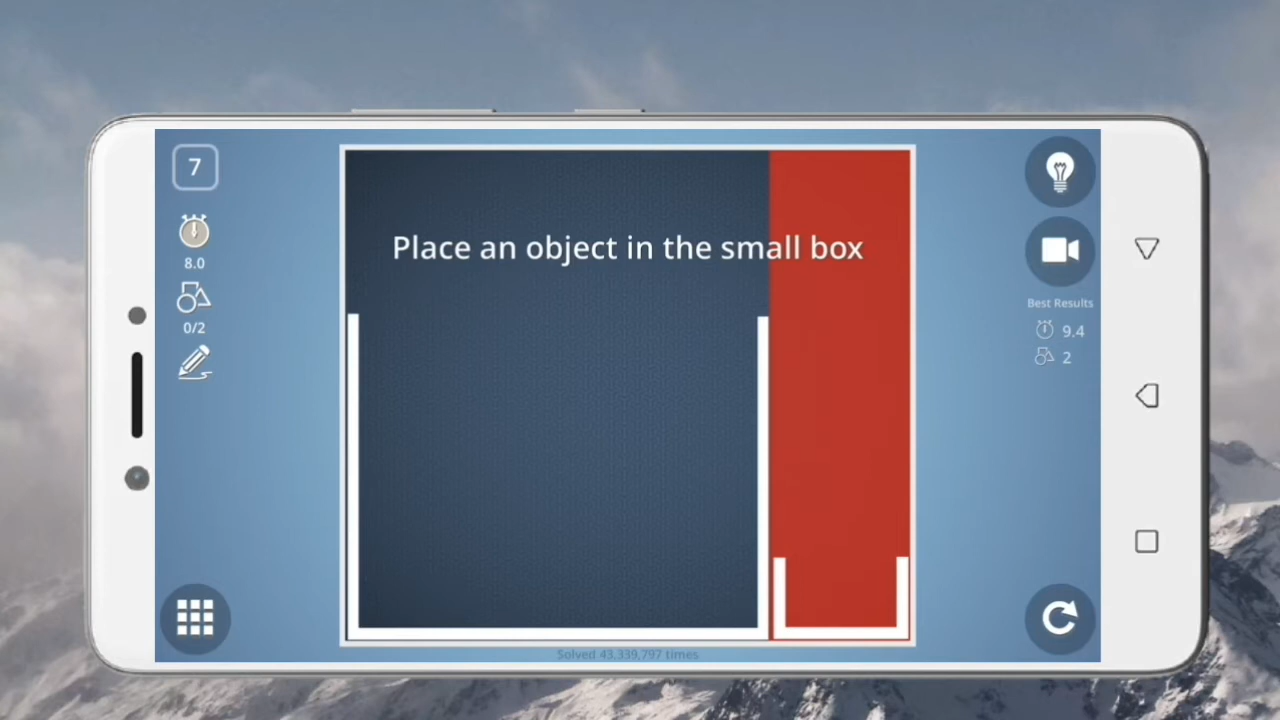 7
8.0
0/2
Place an object in the small box
Best Results
9.4
2
Solved 43,339,797 times